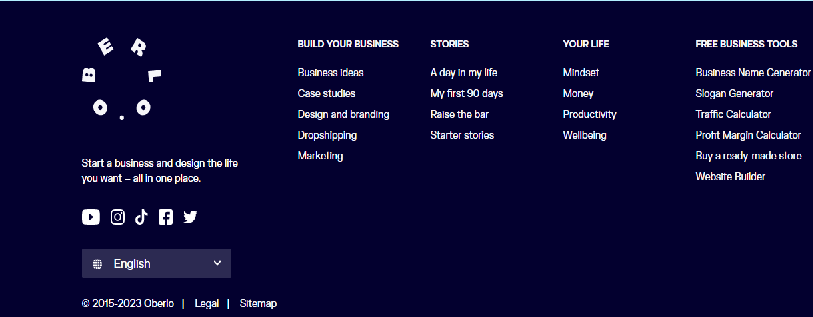 OBERLO.
Start a business and design the life
you want – all in one place.
English
BUILD YOUR BUSINESS
Business ideas
Case studies
Design and branding
Dropshipping
Marketing
STORIES
A day in my life
My first 90 days
Raise the bar
Starter stories
YOUR LIFE
Mindset
Money
Productivity
Wellbeing
FREE BUSINESS TOOLS
Business Name Generator
Slogan Generator
Traffic Calculator
Profit Margin Calculator
Buy a ready made store
Website Builder
© 2015-2023 Oberlo | Legal | Sitemap